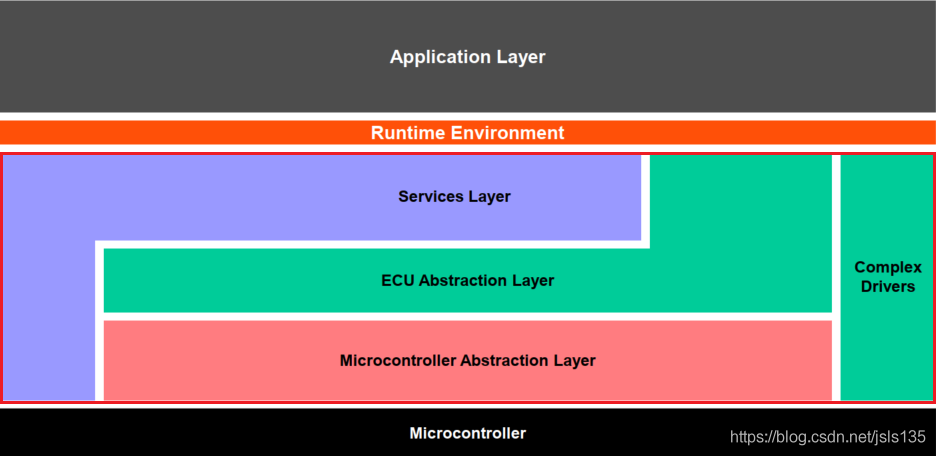 Application Layer
Runtime Environment
Services Layer
ECU Abstraction Layer
Complex
Drivers
Microcontroller Abstraction Layer
Microcontroller
https://blog.csdn.net/jsls135